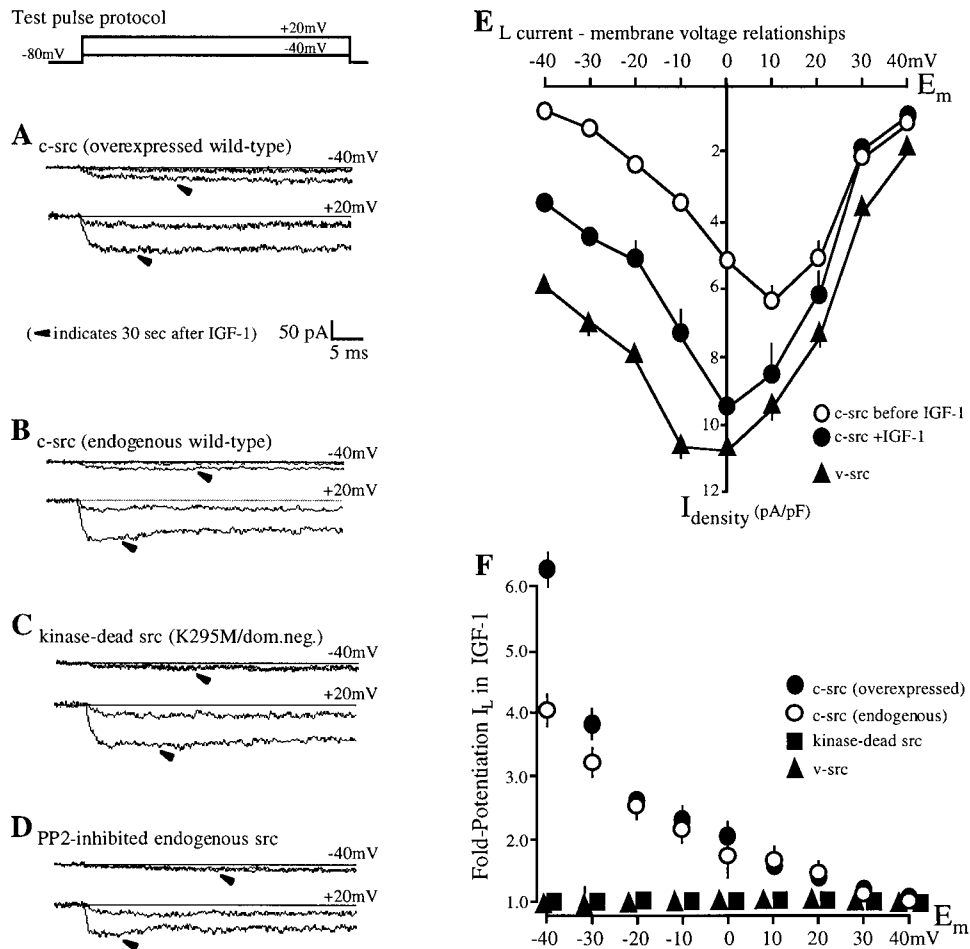 Test pulse protocol
+20mV
-80mV
-40mV
A
c-src (overexpressed wild-type)
-40mV
+20mV
( indicates 30 sec after IGF-1)
50 pA
5 ms
B
c-src (endogenous wild-type)
-40mV
+20mV
C
kinase-dead src (K295M/dom.neg.)
-40mV
+20mV
D
PP2-inhibited endogenous src
-40mV
+20mV
E
L current - membrane voltage relationships
-40 -30 -20 -10 0 10 20 30 40mV
Em
2
4
6
8
10
12
c-src before IGF-1
c-src +IGF-1
v-src
Idensity (pA/pF)
F
Fold-Potentiation IL in IGF-1
6.0
5.0
4.0
3.0
2.0
1.0
c-src (overexpressed)
c-src (endogenous)
kinase-dead src
v-src
Em
-40 -30 -20 -10 0 10 20 30 40mV